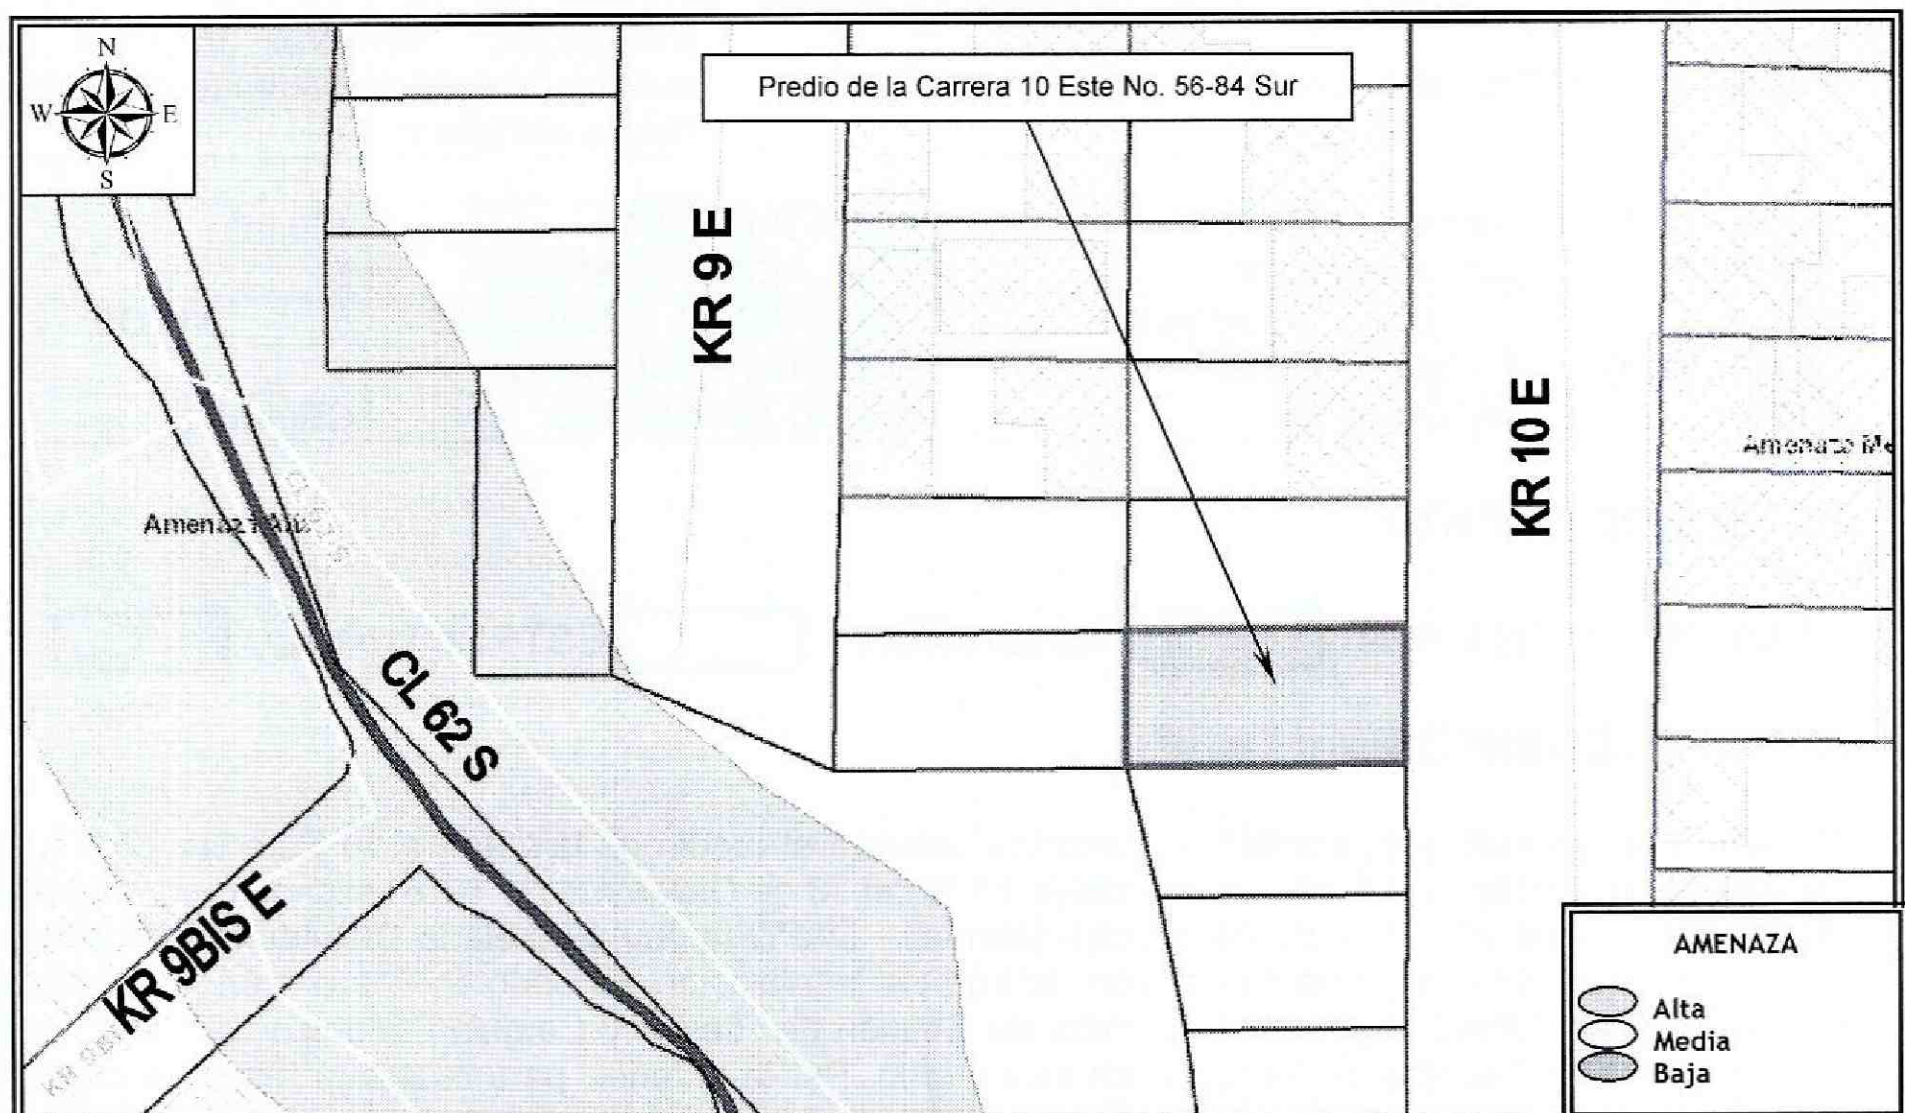 N
W E
S
Predio de la Carrera 10 Este No. 56-84 Sur
KR 9 E
KR 10 E
CL 62 S
KR 9BIS E
AMENAZA
Alta
Media
Baja